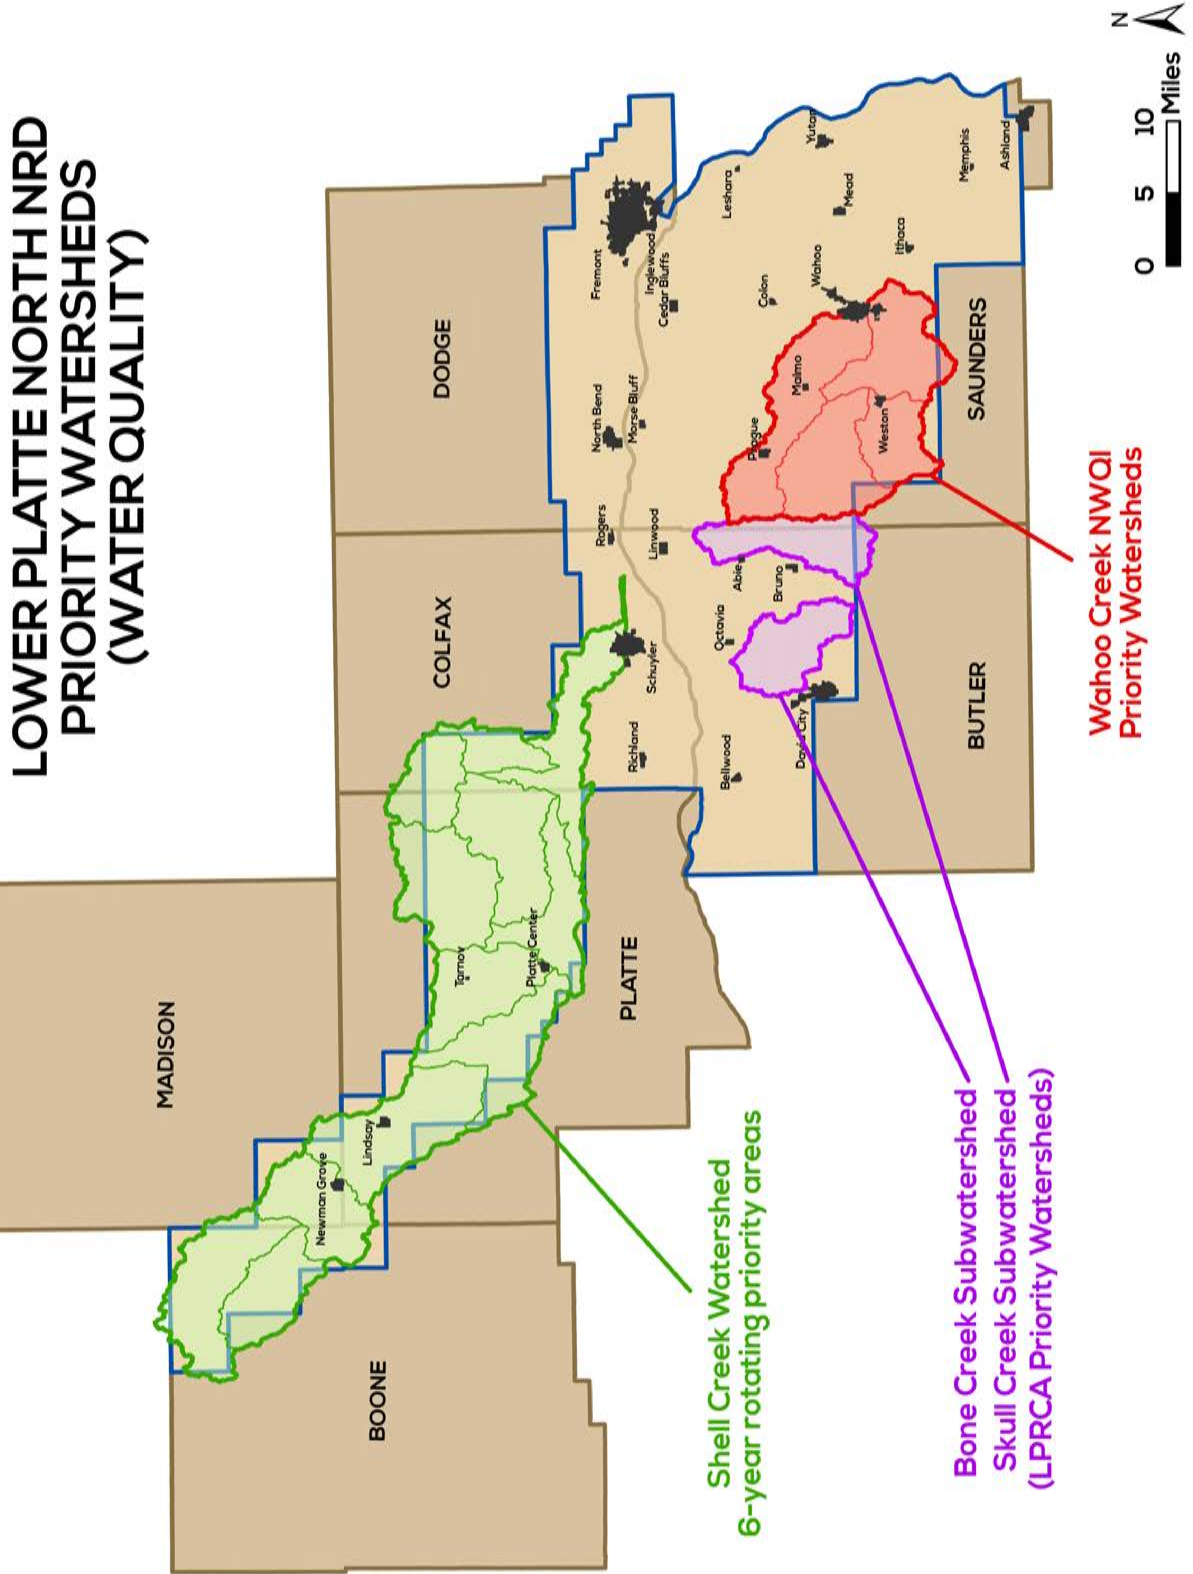 LOWER PLATTE NORTH NRD
PRIORITY WATERSHEDS
(WATER QUALITY)
MADISON
BOONE
PLATTE
COLFAX
DODGE
BUTLER
SAUNDERS
Newman Grove
Lindsay
Tarnov
Platte Center
Richland
Schuyler
Rogers
North Bend
Morse Bluff
Fremont
Inglewood
Cedar Bluffs
Linwood
Bellwood
Octavia
Abie
Bruno
David City
Prague
Malmo
Weston
Colon
Wahoo
Leshara
Yutan
Mead
Ithaca
Memphis
Ashland
Shell Creek Watershed
6-year rotating priority areas
Bone Creek Subwatershed
Skull Creek Subwatershed
(LPRCA Priority Watersheds)
Wahoo Creek NWQI
Priority Watersheds
0 5 10
Miles
N